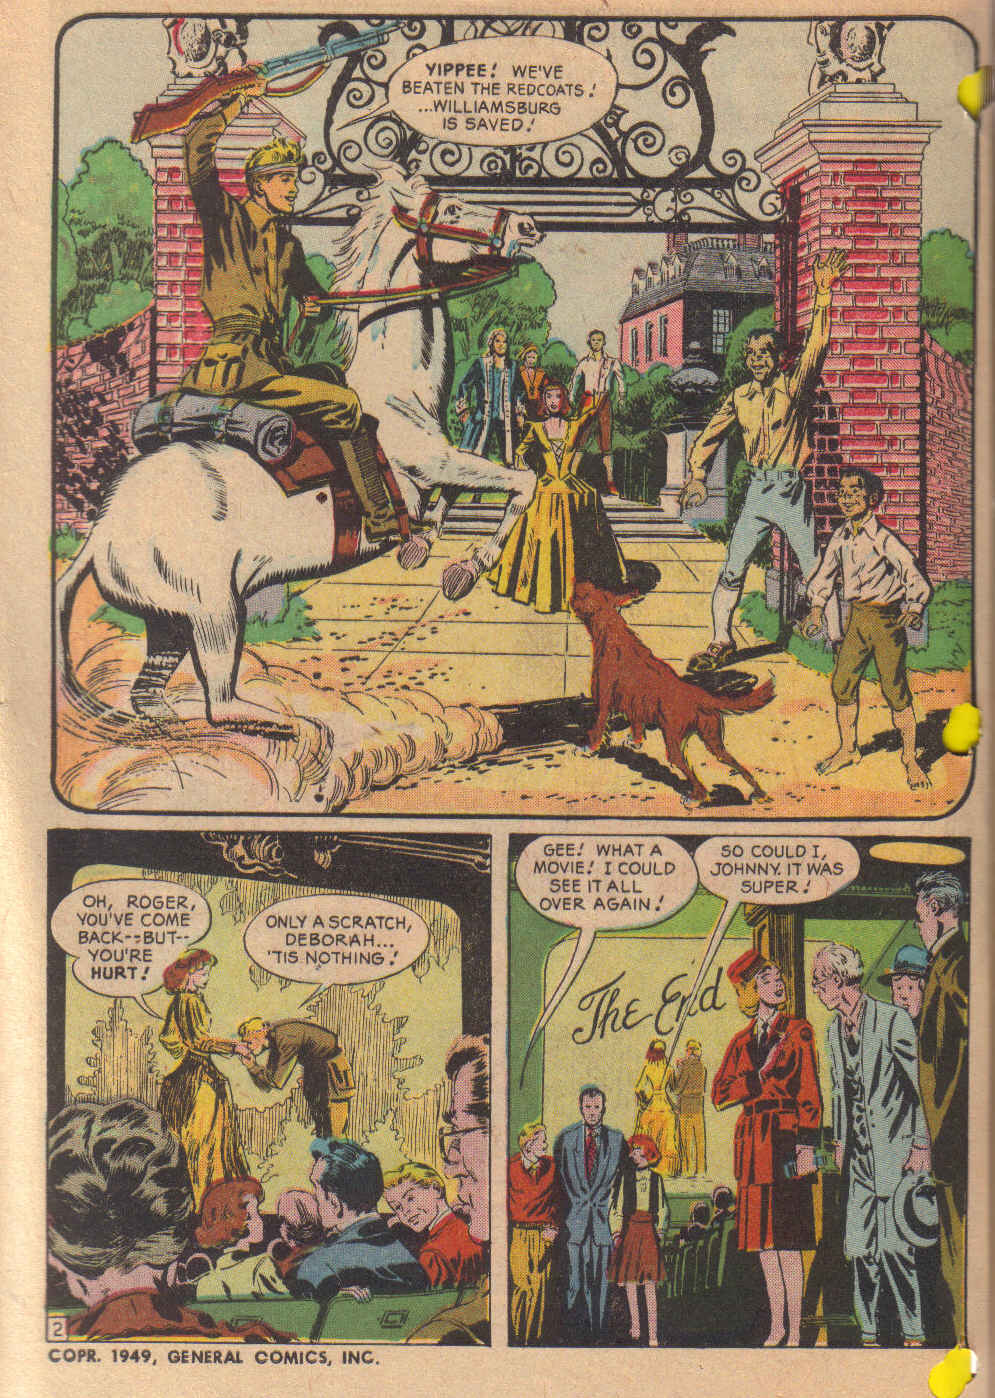 YIPPEE! WE'VE
BEATEN THE REDCOATS!
...WILLIAMSBURG
IS SAVED!
OH, ROGER,
YOU'VE COME
BACK--BUT--
YOU'RE
HURT!
ONLY A SCRATCH,
DEBORAH...
'TIS NOTHING!
GEE! WHAT A
MOVIE! I COULD
SEE IT ALL
OVER AGAIN!
SO COULD I,
JOHNNY. IT WAS
SUPER!
The End
2
COPR. 1949, GENERAL COMICS, INC.